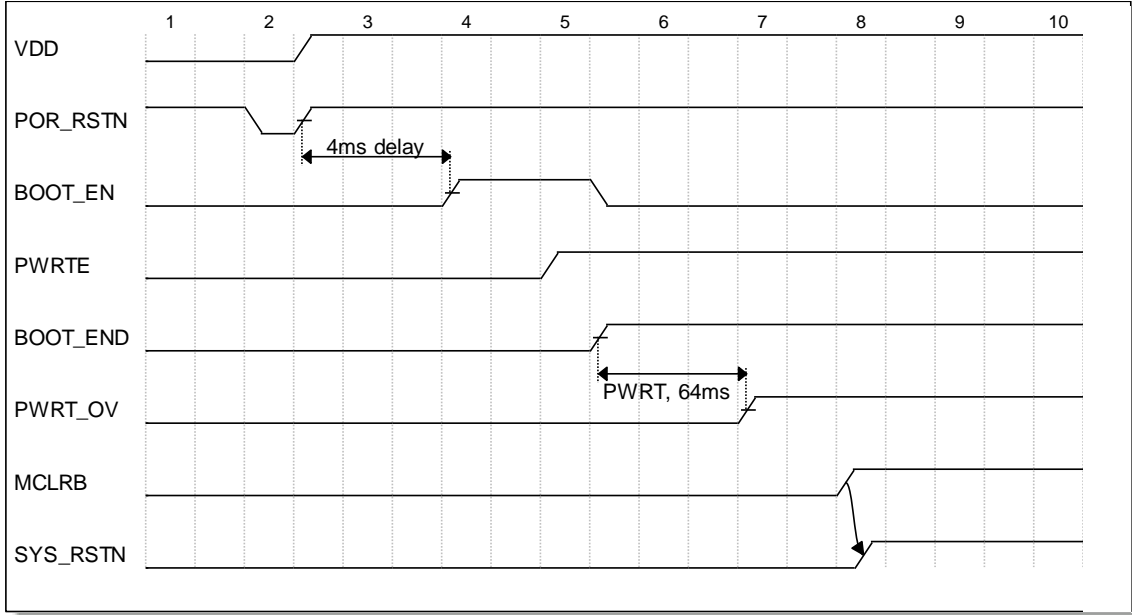 1 2 3 4 5 6 7 8 9 10
VDD
POR_RSTN
4ms delay
BOOT_EN
PWRTE
BOOT_END
PWRT, 64ms
PWRT_OV
MCLRB
SYS_RSTN